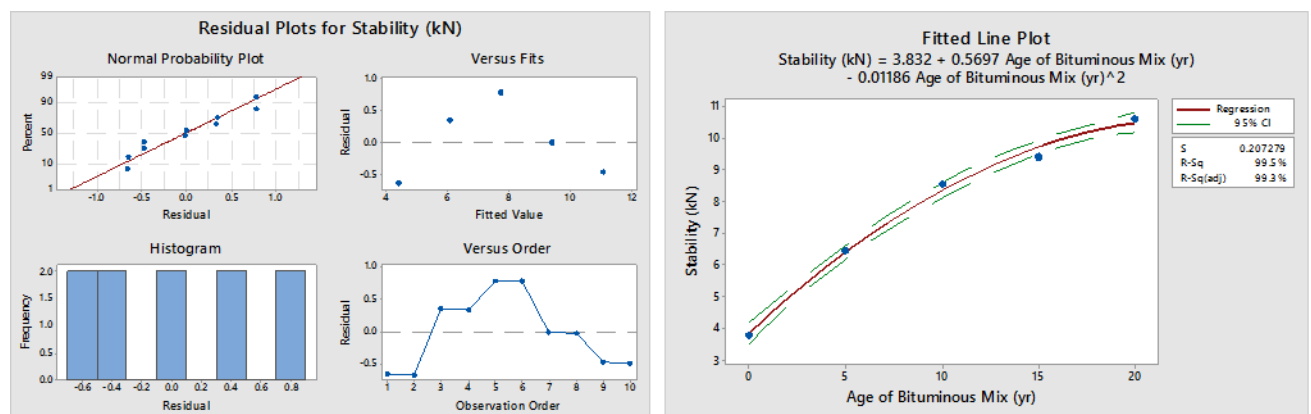 Residual Plots for Stability (kN)
Normal Probability Plot
99
90
50
10
1
Percent
-1.0 -0.5 0.0 0.5 1.0
Residual
Versus Fits
1.0
0.5
0.0
-0.5
Residual
4 6 8 10 12
Fitted Value
Histogram
2.0
1.5
1.0
0.5
0.0
Frequency
-0.6 -0.4 -0.2 0.0 0.2 0.4 0.6 0.8
Residual
Versus Order
1.0
0.5
0.0
-0.5
Residual
1 2 3 4 5 6 7 8 9 10
Observation Order
Fitted Line Plot
Stability (kN) = 3.832 + 0.5697 Age of Bituminous Mix (yr)
- 0.01186 Age of Bituminous Mix (yr)^2
11
10
9
8
7
6
5
4
3
Stability (kN)
0 5 10 15 20
Age of Bituminous Mix (yr)
Regression
95% CI
S 0.207279
R-Sq 99.5%
R-Sq(adj) 99.3%